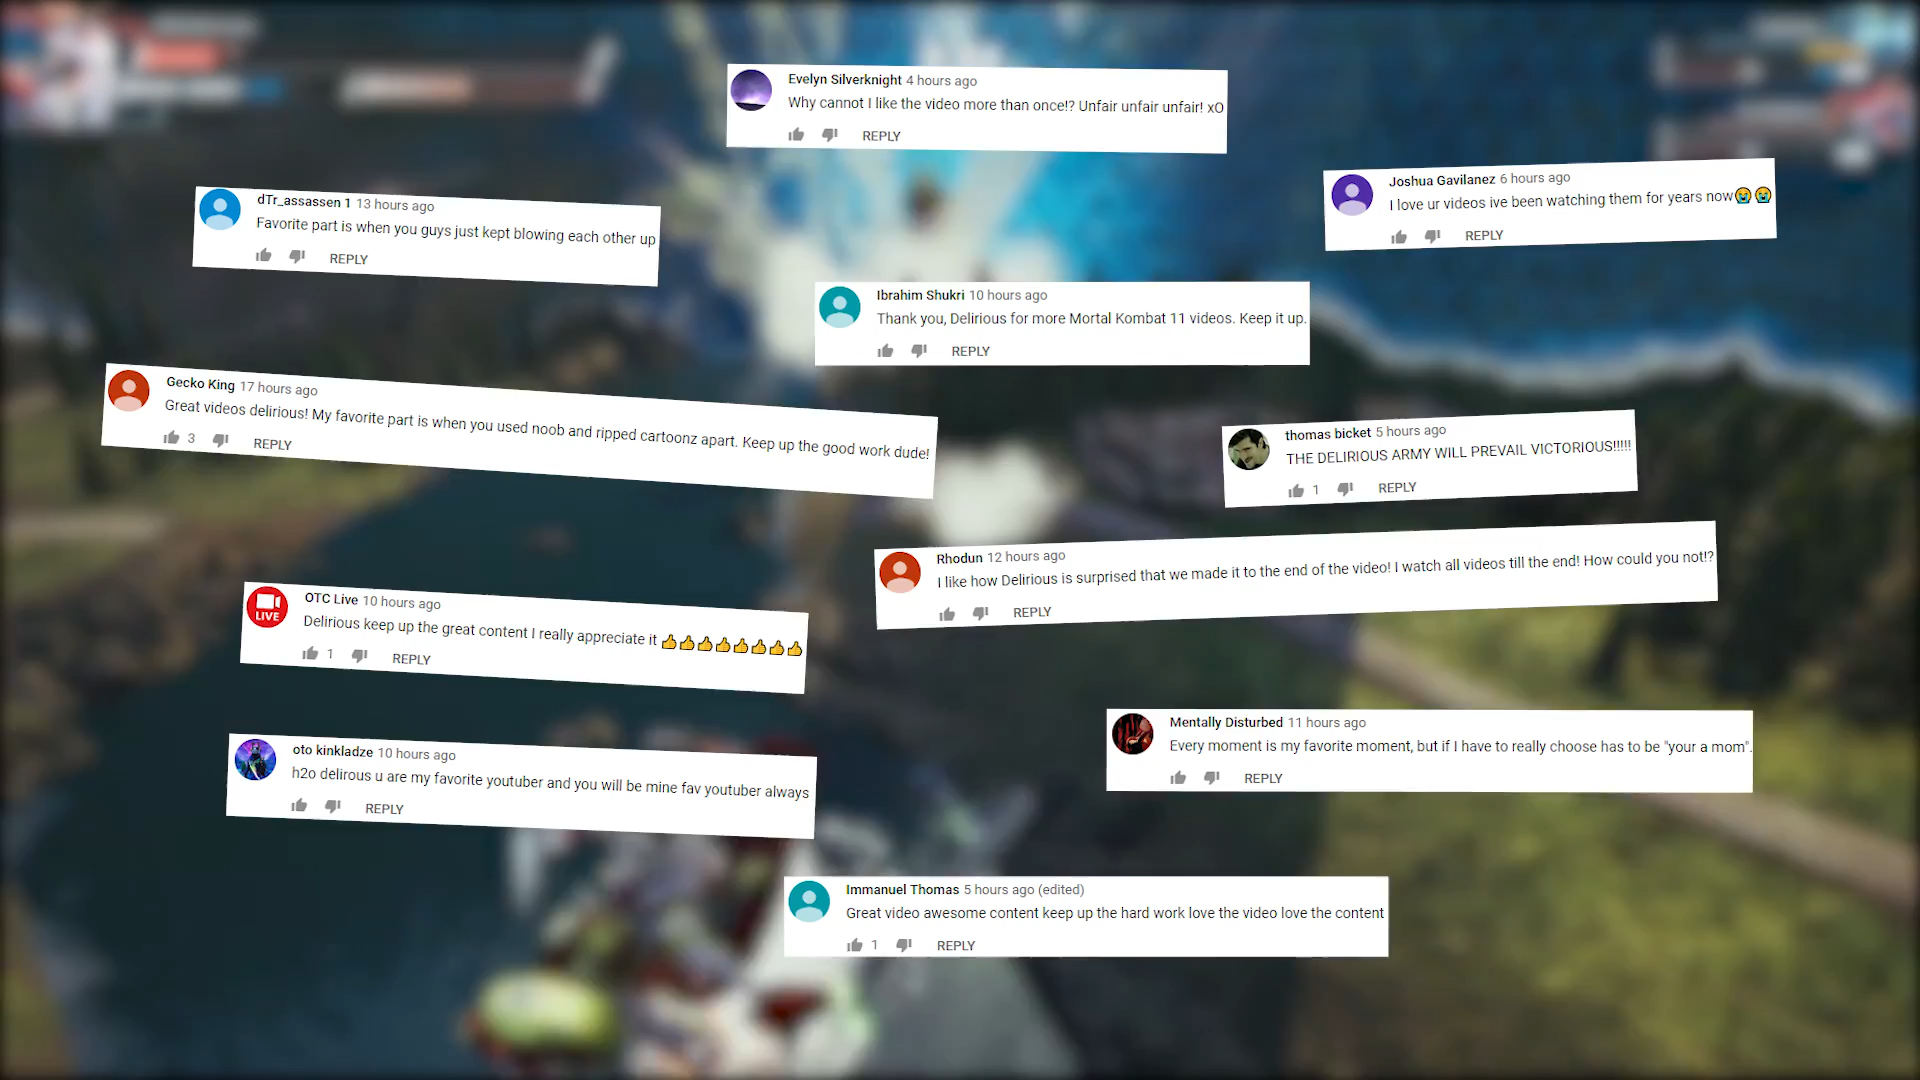 Evelyn Silverknight 4 hours ago
Why cannot I like the video more than once!? Unfair unfair unfair! xO
REPLY
Joshua Gavilanez 6 hours ago
I love ur videos ive been watching them for years now😭😭
REPLY
dTr_assassen 1 13 hours ago
Favorite part is when you guys just kept blowing each other up
REPLY
Ibrahim Shukri 10 hours ago
Thank you, Delirious for more Mortal Kombat 11 videos. Keep it up.
REPLY
Gecko King 17 hours ago
Great videos delirious! My favorite part is when you used noob and ripped cartoonz apart. Keep up the good work dude!
3 REPLY
thomas bicket 5 hours ago
THE DELIRIOUS ARMY WILL PREVAIL VICTORIOUS!!!!!
1 REPLY
Rhodun 12 hours ago
I like how Delirious is surprised that we made it to the end of the video! I watch all videos till the end! How could you not!?
REPLY
LIVE
OTC Live 10 hours ago
Delirious keep up the great content I really appreciate it 👍👍👍👍👍👍👍👍
1 REPLY
Mentally Disturbed 11 hours ago
Every moment is my favorite moment, but if I have to really choose has to be "your a mom".
REPLY
oto kinkladze 10 hours ago
h2o delirous u are my favorite youtuber and you will be mine fav youtuber always
REPLY
Immanuel Thomas 5 hours ago (edited)
Great video awesome content keep up the hard work love the video love the content
1 REPLY